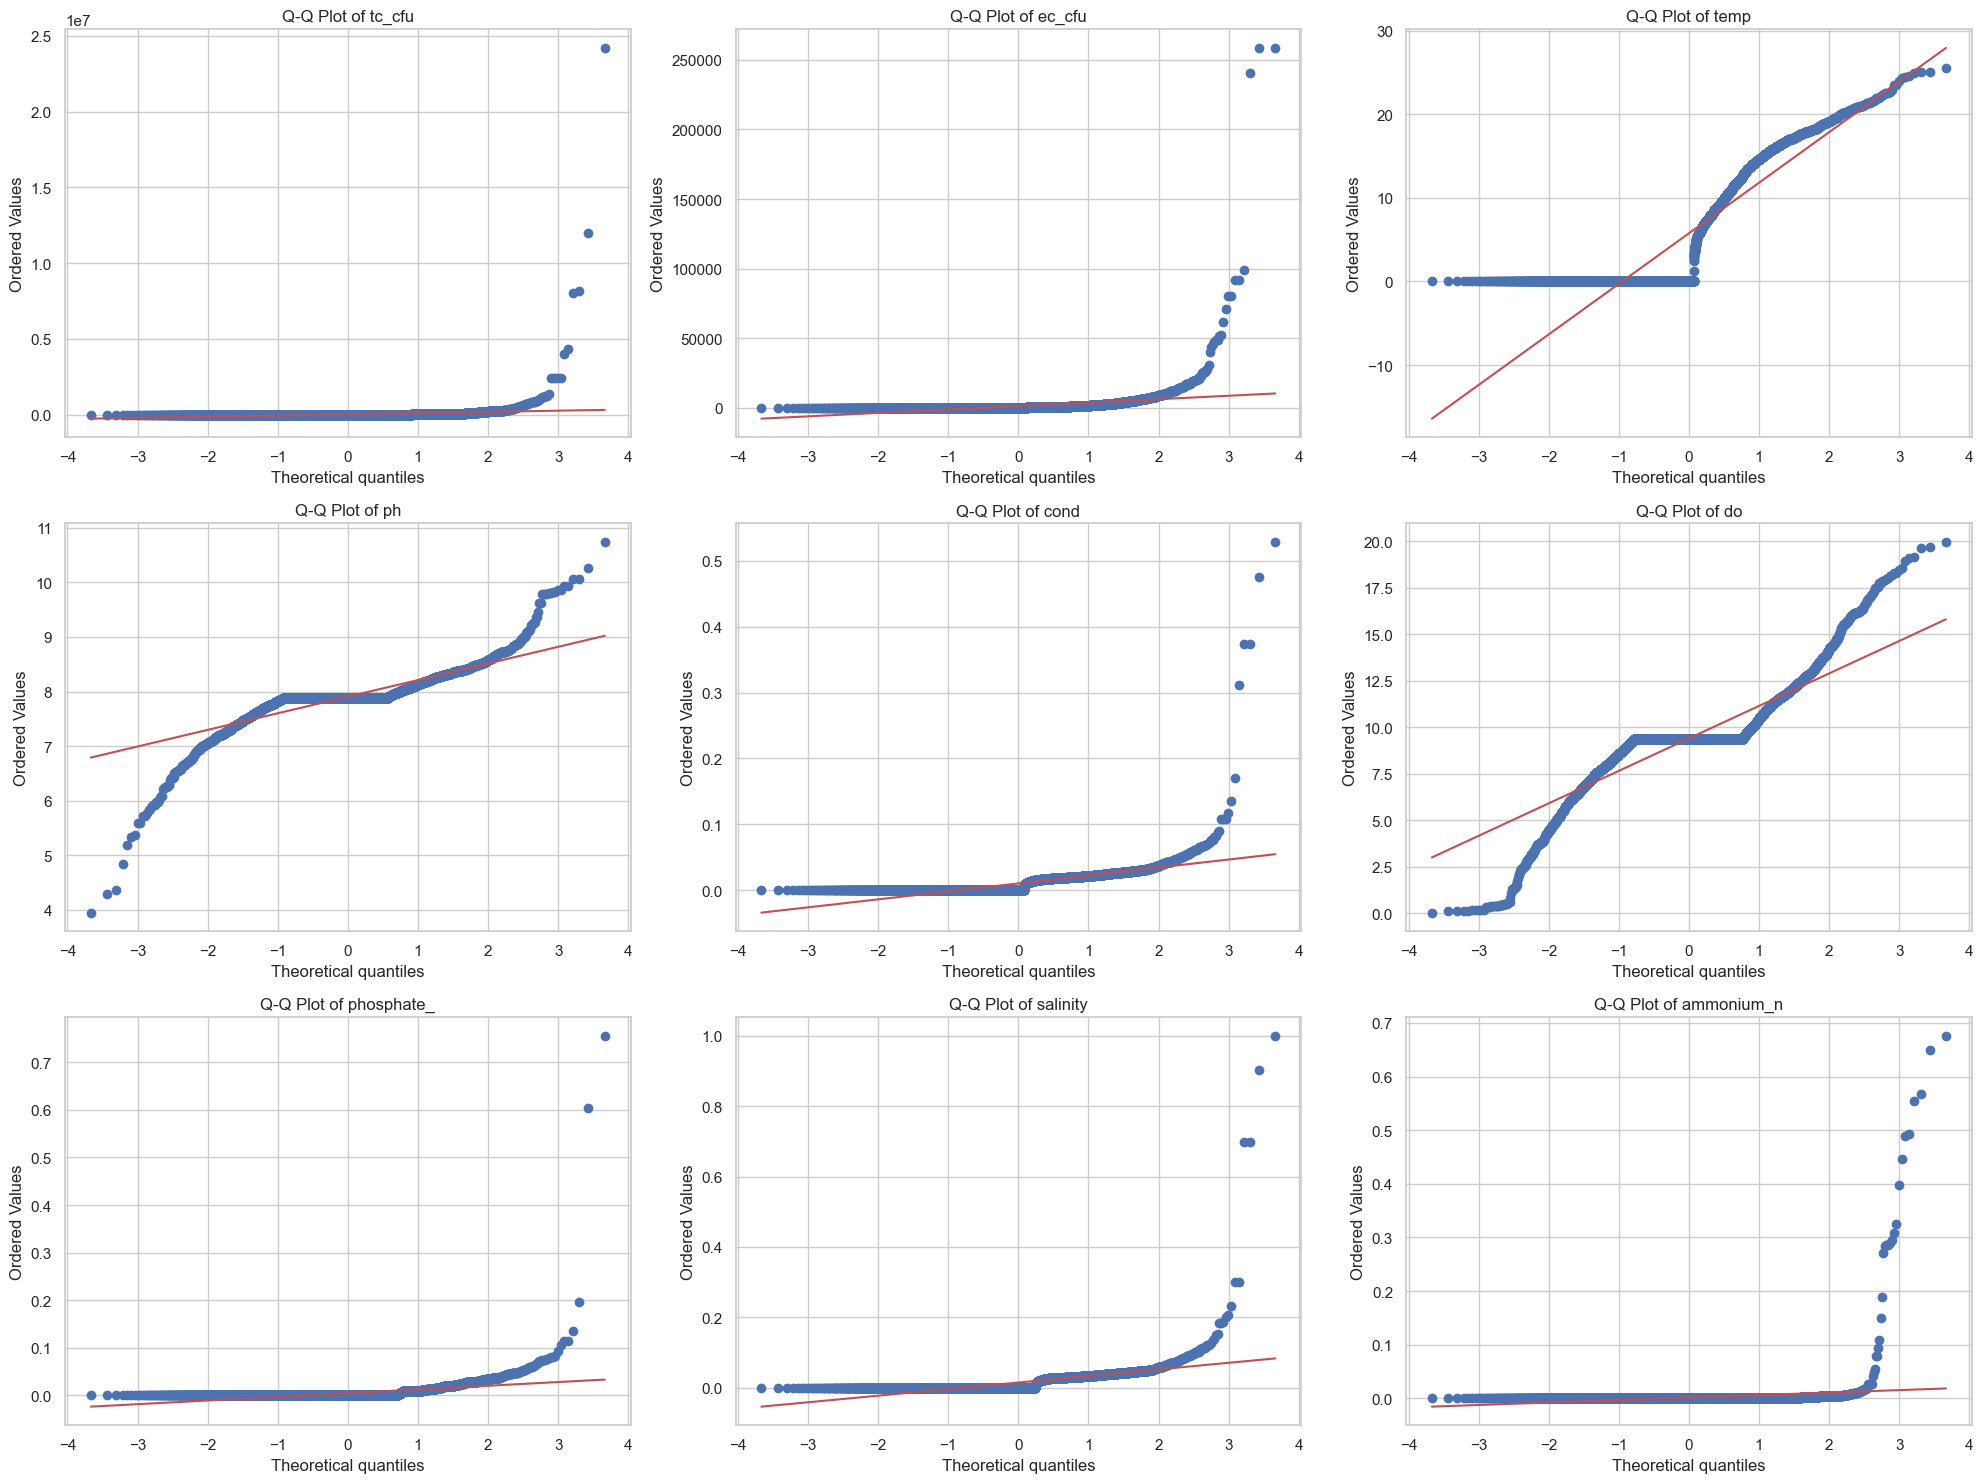 Q-Q Plot of tc_cfu
1e7
2.5
2.0
1.5
1.0
0.5
0.0
Ordered Values
−4 −3 −2 −1 0 1 2 3 4
Theoretical quantiles
Q-Q Plot of ec_cfu
250000
200000
150000
100000
50000
0
Ordered Values
−4 −3 −2 −1 0 1 2 3 4
Theoretical quantiles
Q-Q Plot of temp
30
20
10
0
−10
Ordered Values
−4 −3 −2 −1 0 1 2 3 4
Theoretical quantiles
Q-Q Plot of ph
11
10
9
8
7
6
5
4
Ordered Values
−4 −3 −2 −1 0 1 2 3 4
Theoretical quantiles
Q-Q Plot of cond
0.5
0.4
0.3
0.2
0.1
0.0
Ordered Values
−4 −3 −2 −1 0 1 2 3 4
Theoretical quantiles
Q-Q Plot of do
20.0
17.5
15.0
12.5
10.0
7.5
5.0
2.5
0.0
Ordered Values
−4 −3 −2 −1 0 1 2 3 4
Theoretical quantiles
Q-Q Plot of phosphate_
0.7
0.6
0.5
0.4
0.3
0.2
0.1
0.0
Ordered Values
−4 −3 −2 −1 0 1 2 3 4
Theoretical quantiles
Q-Q Plot of salinity
1.0
0.8
0.6
0.4
0.2
0.0
Ordered Values
−4 −3 −2 −1 0 1 2 3 4
Theoretical quantiles
Q-Q Plot of ammonium_n
0.7
0.6
0.5
0.4
0.3
0.2
0.1
0.0
Ordered Values
−4 −3 −2 −1 0 1 2 3 4
Theoretical quantiles